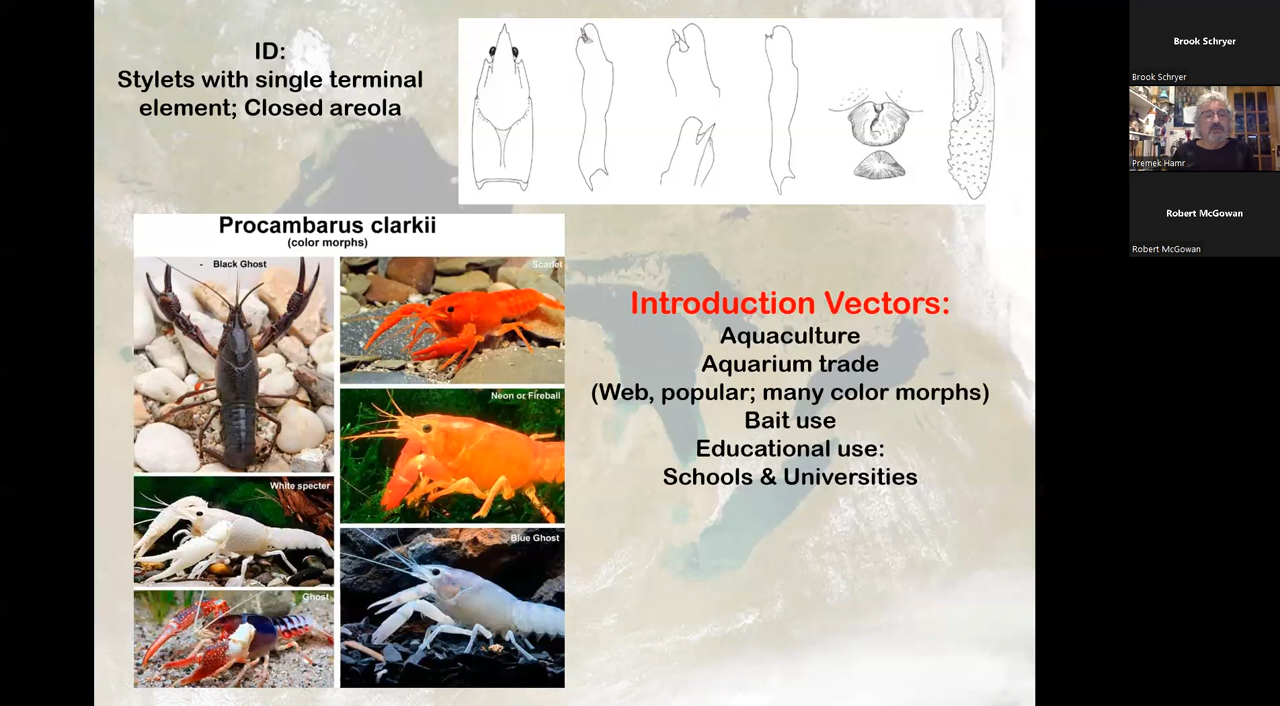 ID:
Stylets with single terminal
element; Closed areola
Procambarus clarkii
(color morphs)
- Black Ghost
Scarlet
Neon or Fireball
White specter
Blue Ghost
Ghost
Introduction Vectors:
Aquaculture
Aquarium trade
(Web, popular; many color morphs)
Bait use
Educational use:
Schools & Universities
Brook Schryer
Brook Schryer
Premek Hamr
Robert McGowan
Robert McGowan